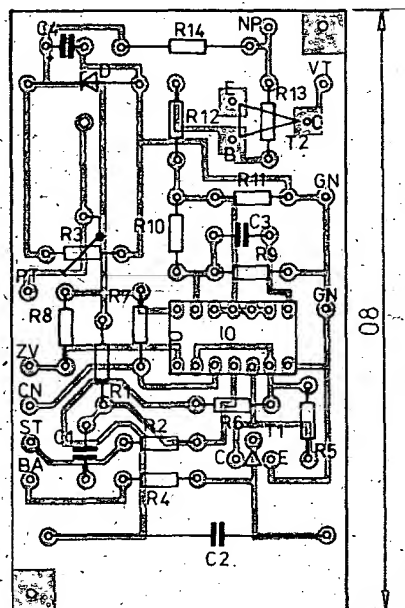 C4
R14
NP
D
E
R13
VT
R12
C
T2
B
R11
GN
R10
C3
R3
R9
PT
R7
GN
R8
IO
80
ZV
CN
R1
ST
C1
R2
R6
T1
R5
BA
C
E
R4
C2